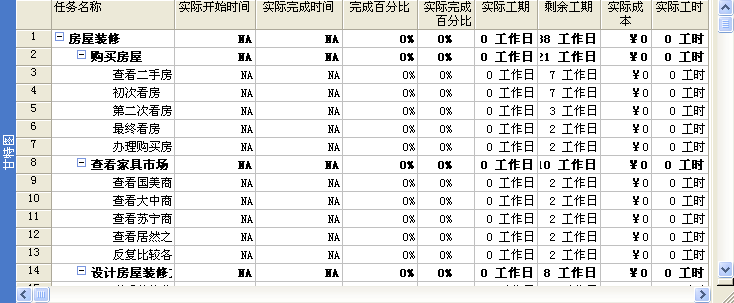 任务名称 实际开始时间 实际完成时间 完成百分比 实际完成百分比 实际工期 剩余工期 实际成本 实际工时
1 房屋装修 NA NA 0% 0% 0 工作日 38 工作日 ¥0 0 工时
2 购买房屋 NA NA 0% 0% 0 工作日 21 工作日 ¥0 0 工时
3 查看二手房 NA NA 0% 0% 0 工作日 7 工作日 ¥0 0 工时
4 初次看房 NA NA 0% 0% 0 工作日 7 工作日 ¥0 0 工时
5 第二次看房 NA NA 0% 0% 0 工作日 3 工作日 ¥0 0 工时
6 最终看房 NA NA 0% 0% 0 工作日 2 工作日 ¥0 0 工时
7 办理购买房 NA NA 0% 0% 0 工作日 2 工作日 ¥0 0 工时
8 查看家具市场 NA NA 0% 0% 0 工作日 10 工作日 ¥0 0 工时
9 查看国美商 NA NA 0% 0% 0 工作日 2 工作日 ¥0 0 工时
10 查看大中商 NA NA 0% 0% 0 工作日 2 工作日 ¥0 0 工时
11 查看苏宁商 NA NA 0% 0% 0 工作日 2 工作日 ¥0 0 工时
12 查看居然之 NA NA 0% 0% 0 工作日 2 工作日 ¥0 0 工时
13 反复比较各 NA NA 0% 0% 0 工作日 2 工作日 ¥0 0 工时
14 设计房屋装修 NA NA 0% 0% 0 工作日 8 工作日 ¥0 0 工时
甘特图